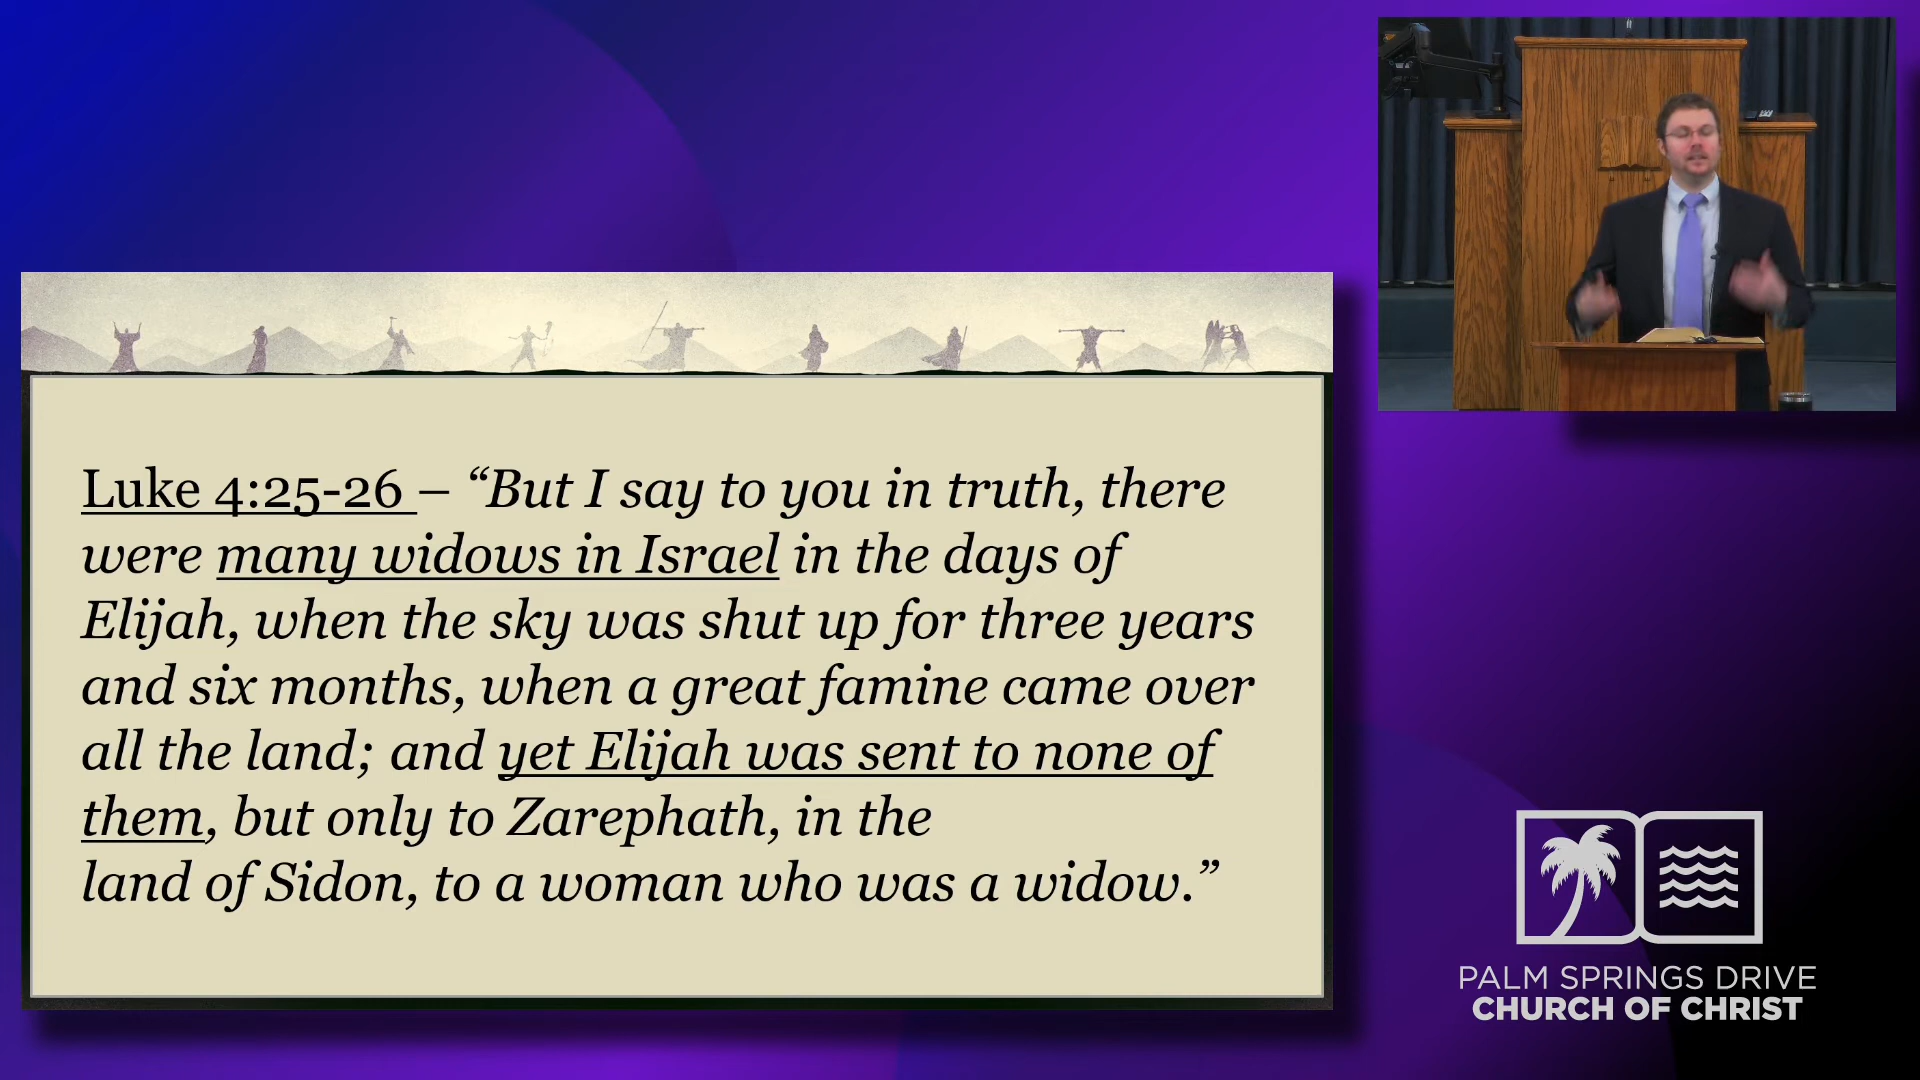 Luke 4:25-26 – “But I say to you in truth, there
were many widows in Israel in the days of
Elijah, when the sky was shut up for three years
and six months, when a great famine came over
all the land; and yet Elijah was sent to none of
them, but only to Zarephath, in the
land of Sidon, to a woman who was a widow.”
PALM SPRINGS DRIVE
CHURCH OF CHRIST